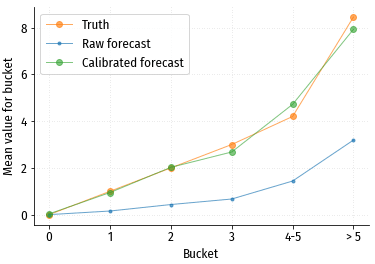 Truth
Raw forecast
Calibrated forecast
Mean value for bucket
8
6
4
2
0
0 1 2 3 4-5 > 5
Bucket